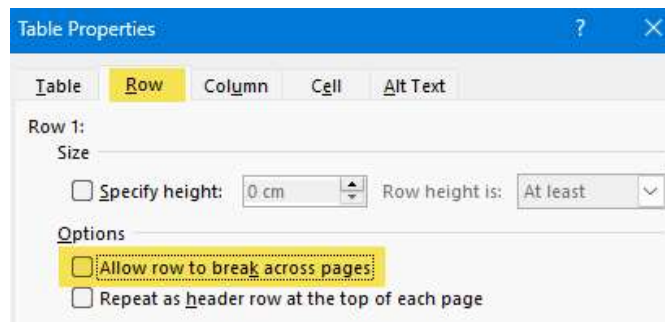 Table Properties ? ×
Table Row Column Cell Alt Text
Row 1:
Size
Specify height: 0 cm Row height is: At least
Options
Allow row to break across pages
Repeat as header row at the top of each page